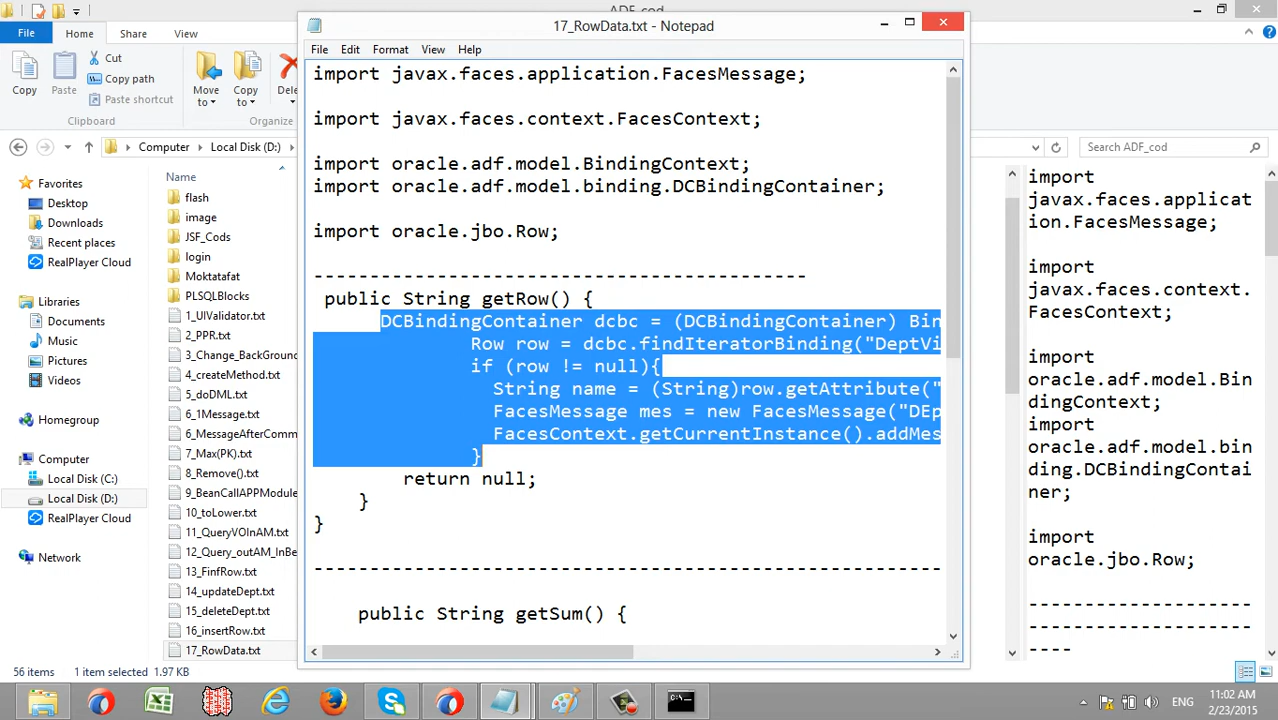 ADF_cod
17_RowData.txt - Notepad
File Home Share View
File Edit Format View Help
Copy
Paste
Cut
Copy path
Paste shortcut
Move to
Copy to
Dele
Clipboard
Organize
Computer Local Disk (D:)
Search ADF_cod
Favorites
Desktop
Downloads
Recent places
RealPlayer Cloud
Libraries
Documents
Music
Pictures
Videos
Homegroup
Computer
Local Disk (C:)
Local Disk (D:)
RealPlayer Cloud
Network
Name
flash
image
JSF_Cods
login
Moktatafat
PLSQLBlocks
1_UIValidator.txt
2_PPR.txt
3_Change_BackGround
4_createMethod.txt
5_doDML.txt
6_1Message.txt
6_MessageAfterComm
7_Max(PK).txt
8_Remove().txt
9_BeanCallAPPModule
10_toLower.txt
11_QueryVOInAM.txt
12_Query_outAM_InBe
13_FinfRow.txt
14_updateDept.txt
15_deleteDept.txt
16_insertRow.txt
17_RowData.txt
import javax.faces.application.FacesMessage;
import javax.faces.context.FacesContext;
import oracle.adf.model.BindingContext;
import oracle.adf.model.binding.DCBindingContainer;
import oracle.jbo.Row;
--------------------------------------------
public String getRow() {
DCBindingContainer dcbc = (DCBindingContainer) Bin
Row row = dcbc.findIteratorBinding("DeptVi
if (row != null){
String name = (String)row.getAttribute("
FacesMessage mes = new FacesMessage("DEp
FacesContext.getCurrentInstance().addMes
}
return null;
}
}
--------------------------------------------------------
public String getSum() {
import
javax.faces.applicat
ion.FacesMessage;
import
javax.faces.context.
FacesContext;
import
oracle.adf.model.Bin
dingContext;
import
oracle.adf.model.bin
ding.DCBindingContai
ner;
import
oracle.jbo.Row;
--------------------
--------------------
----
56 items 1 item selected 1.97 KB
ENG
11:02 AM
2/23/2015